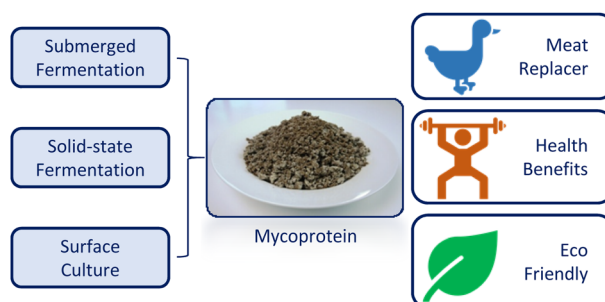 Submerged
Fermentation
Solid-state
Fermentation
Surface
Culture
Mycoprotein
Meat
Replacer
Health
Benefits
Eco
Friendly